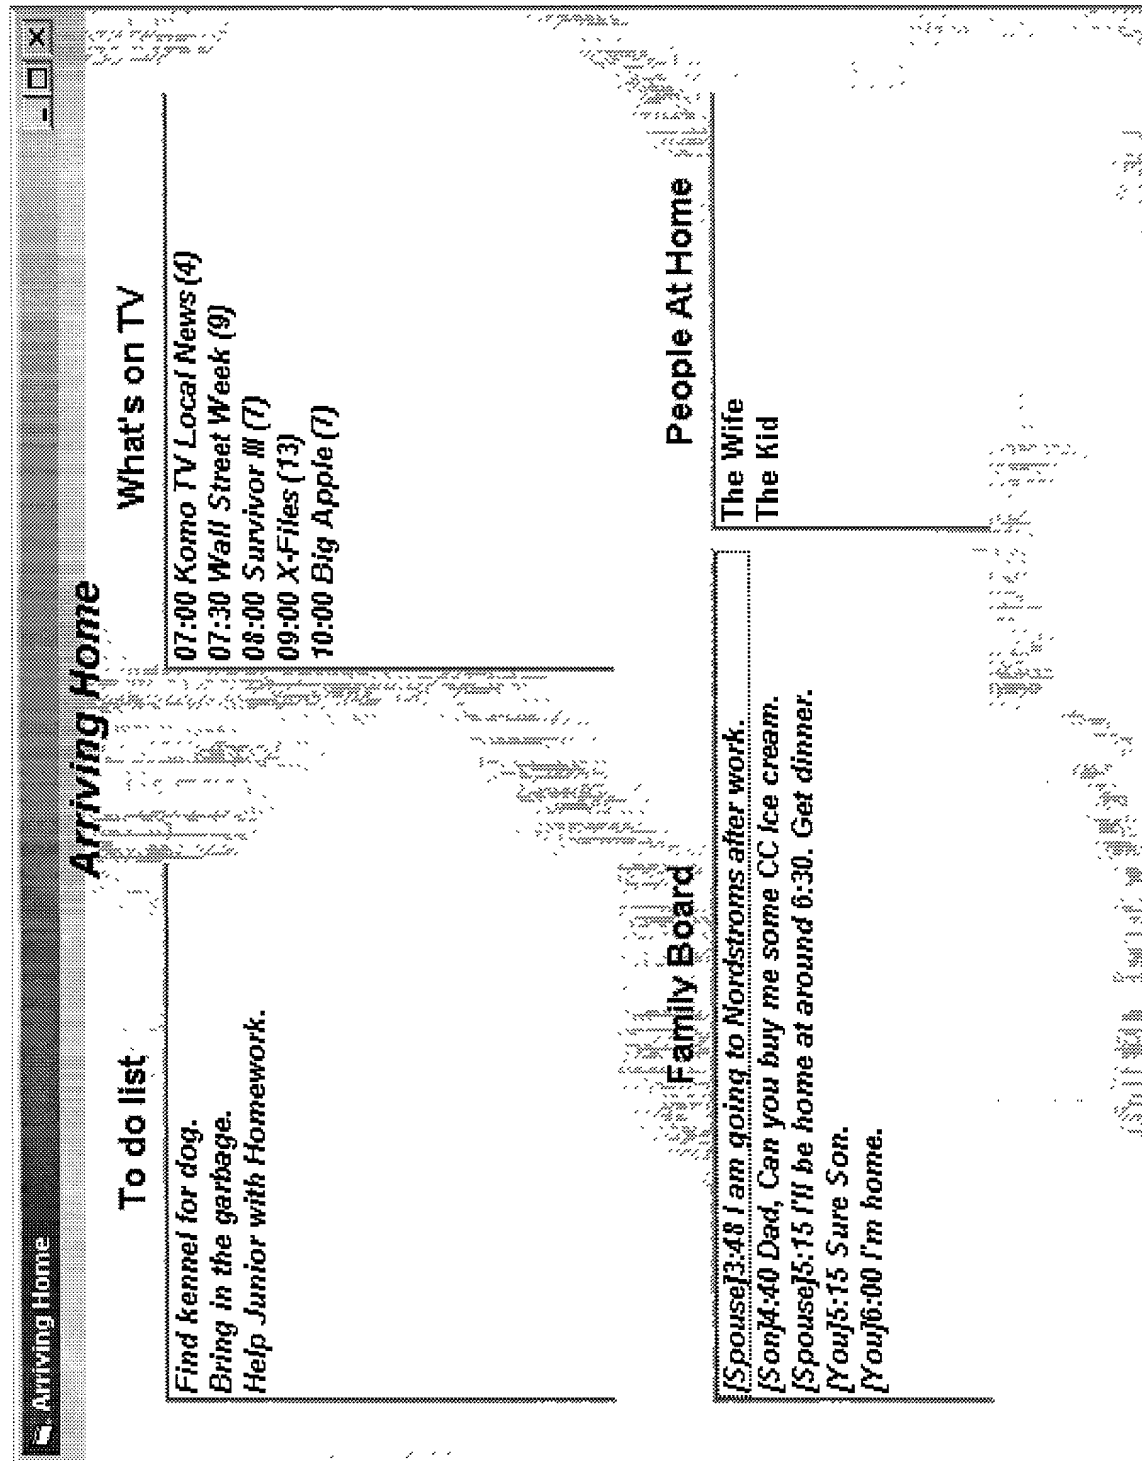 Arriving Home
Arriving Home
To do list
Find kennel for dog.
Bring in the garbage.
Help Junior with Homework.
What's on TV
07:00 Komo TV Local News (4)
07:30 Wall Street Week (9)
08:00 Survivor III (7)
09:00 X-Files (13)
10:00 Big Apple (7)
Family Board
[Spouse]3:48 I am going to Nordstroms after work.
[Son]4:40 Dad, Can you buy me some CC Ice cream.
[Spouse]5:15 I'll be home at around 6:30. Get dinner.
[You]5:15 Sure Son.
[You]6:00 I'm home.
People At Home
The Wife
The Kid